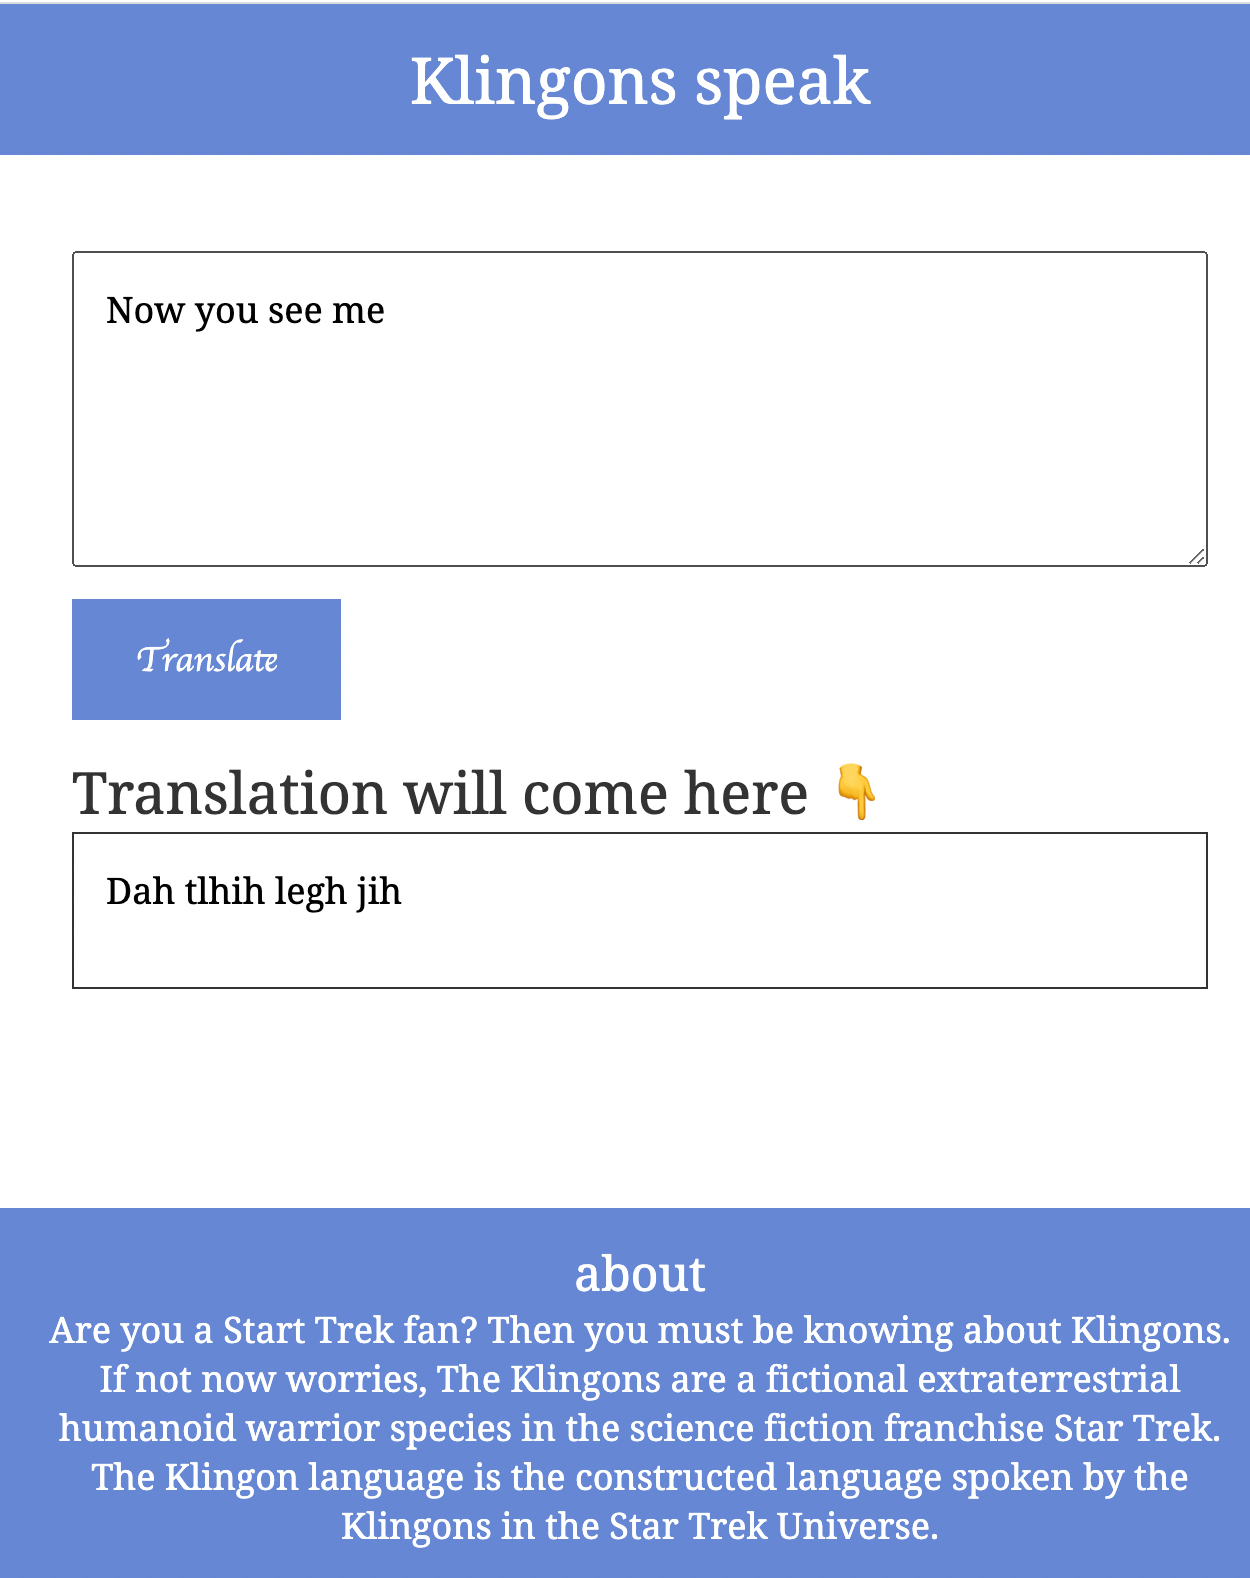 Klingons speak
Now you see me
Translate
Translation will come here 👇
Dah tlhih legh jih
about
Are you a Start Trek fan? Then you must be knowing about Klingons.
If not now worries, The Klingons are a fictional extraterrestrial
humanoid warrior species in the science fiction franchise Star Trek.
The Klingon language is the constructed language spoken by the
Klingons in the Star Trek Universe.